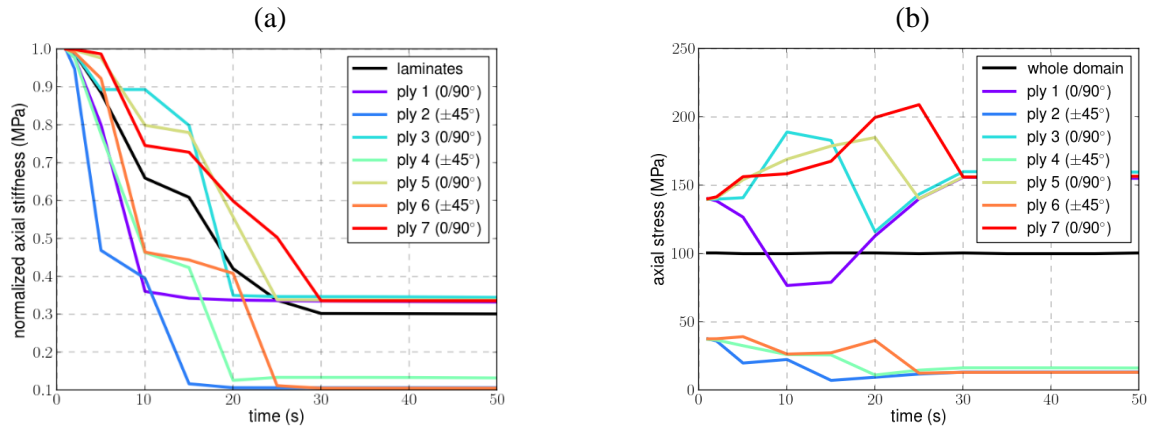 (a)
(b)
normalized axial stiffness (MPa)
1.0
0.9
0.8
0.7
0.6
0.5
0.4
0.3
0.2
0.1
laminates
ply 1 (0/90°)
ply 2 (±45°)
ply 3 (0/90°)
ply 4 (±45°)
ply 5 (0/90°)
ply 6 (±45°)
ply 7 (0/90°)
0 10 20 30 40 50
time (s)
axial stress (MPa)
250
200
150
100
50
0
whole domain
ply 1 (0/90°)
ply 2 (±45°)
ply 3 (0/90°)
ply 4 (±45°)
ply 5 (0/90°)
ply 6 (±45°)
ply 7 (0/90°)
0 10 20 30 40 50
time (s)